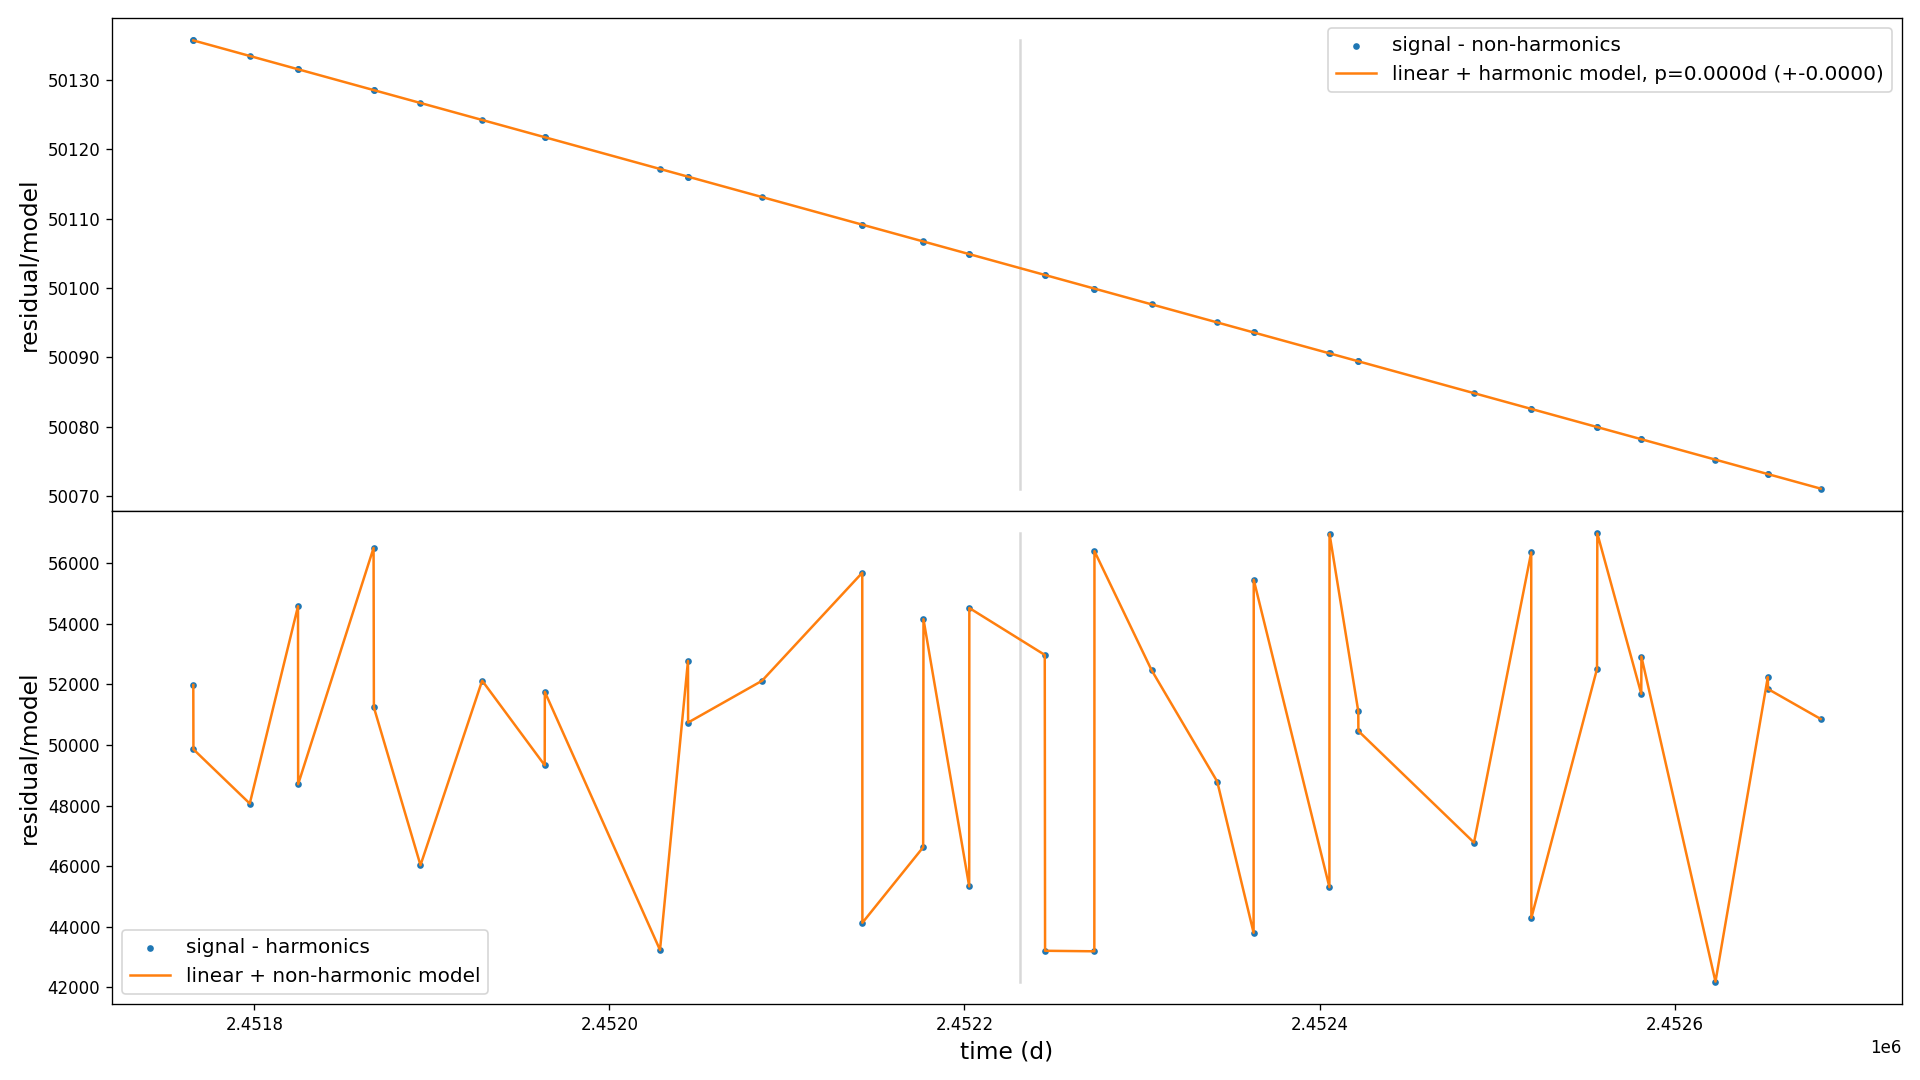 residual/model
50130
50120
50110
50100
50090
50080
50070
signal - non-harmonics
linear + harmonic model, p=0.0000d (+-0.0000)
residual/model
56000
54000
52000
50000
48000
46000
44000
42000
signal - harmonics
linear + non-harmonic model
2.4518
2.4520
2.4522
2.4524
2.4526
1e6
time (d)